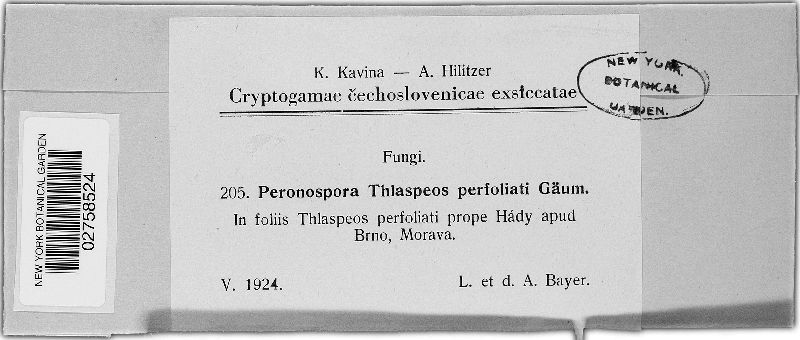 K. Kavina — A. Hilitzer
Cryptogamae čechoslovenicae exsiccatae
NEW YORK
BOTANICAL
GARDEN.
Fungi.
205. Peronospora Thlaspeos perfoliati Gäum.
In foliis Thlaspeos perfoliati prope Hády apud
Brno, Morava.
V. 1924.
L. et d. A. Bayer.
NEW YORK BOTANICAL GARDEN
02758524